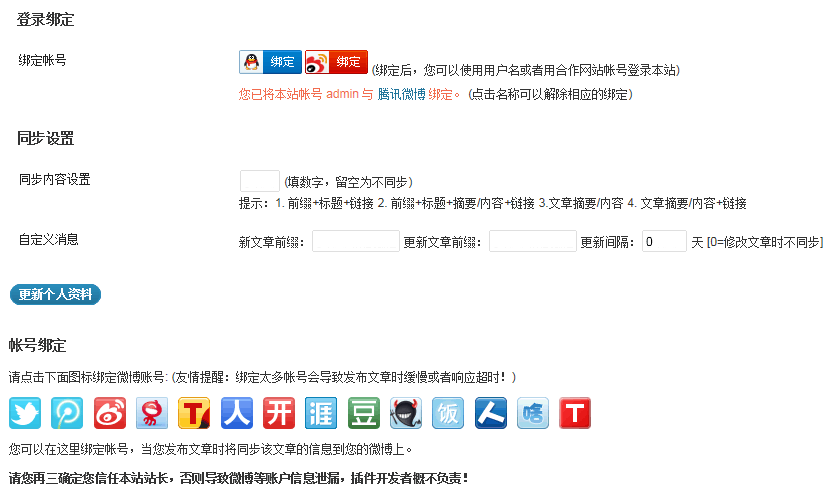 登录绑定
绑定帐号
绑定 绑定 (绑定后，您可以使用用户名或者用合作网站帐号登录本站)
您已将本站帐号 admin 与 腾讯微博 绑定。 (点击名称可以解除相应的绑定)
同步设置
同步内容设置
(填数字，留空为不同步)
提示：1. 前缀+标题+链接 2. 前缀+标题+摘要/内容+链接 3.文章摘要/内容 4. 文章摘要/内容+链接
自定义消息
新文章前缀： 更新文章前缀： 更新间隔： 0 天 [0=修改文章时不同步]
更新个人资料
帐号绑定
请点击下面图标绑定微博账号: (友情提醒：绑定太多帐号会导致发布文章时缓慢或者响应超时！)
T 人 开 涯 豆 饭 人 啥 T
您可以在这里绑定帐号，当您发布文章时将同步该文章的信息到您的微博上。
请您再三确定您信任本站站长，否则导致微博等账户信息泄漏，插件开发者概不负责！